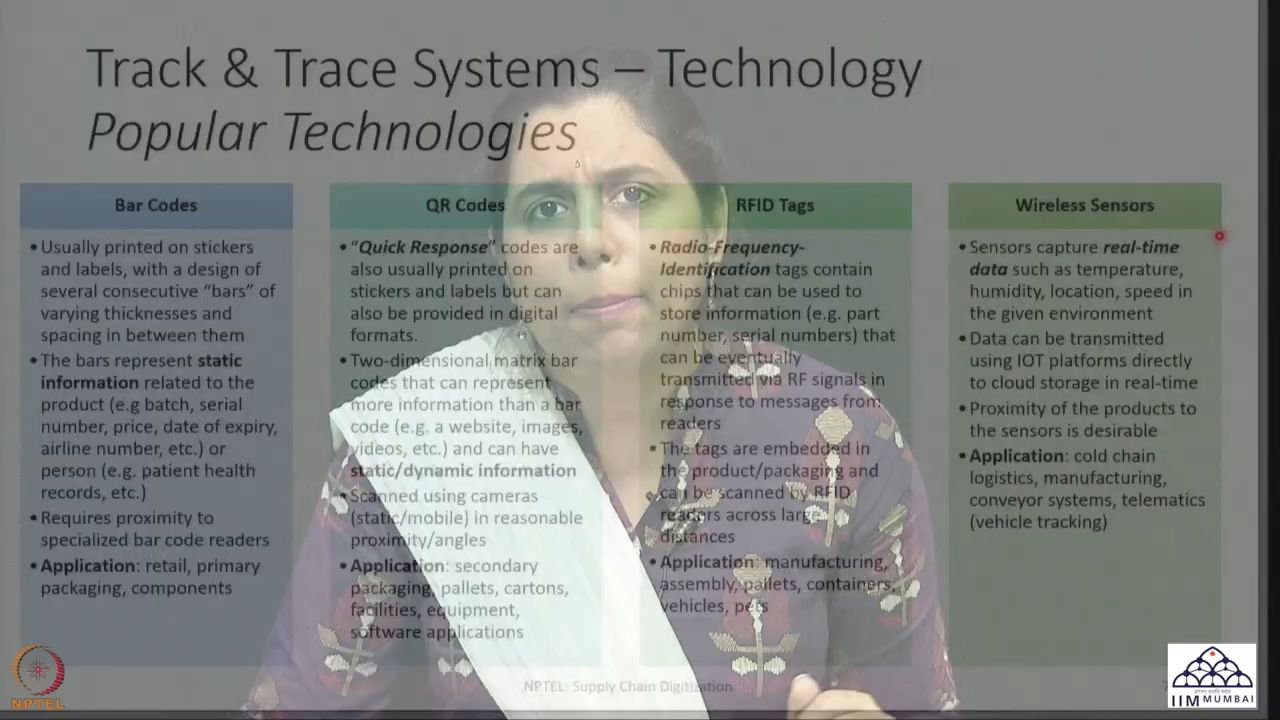 Track & Trace Systems – Technology
Popular Technologies
Bar Codes
• Usually printed on stickers
and labels, with a design of
several consecutive "bars" of
varying thicknesses and
spacing in between them
• The bars represent static
information related to the
product (e.g batch, serial
number, price, date of expiry,
airline number, etc.) or
person (e.g. patient health
records, etc.)
• Requires proximity to
specialized bar code readers
• Application: retail, primary
packaging, components
QR Codes
• "Quick Response" codes are
also usually printed on
stickers and labels but can
also be provided in digital
formats.
• Two-dimensional matrix bar
codes that can represent
more information than a bar
code (e.g. a website, images,
videos, etc.) and can have
static/dynamic information
• Scanned using cameras
(static/mobile) in reasonable
proximity/angles
• Application: secondary
packaging, pallets, cartons,
facilities, equipment,
software applications
RFID Tags
• Radio-Frequency-
Identification tags contain
chips that can be used to
store information (e.g. part
number, serial numbers) that
can be eventually
transmitted via RF signals in
response to messages from
readers
• The tags are embedded in
the product/packaging and
can be scanned by RFID
readers across large
distances
• Application: manufacturing,
assembly, pallets, containers,
vehicles, pets
Wireless Sensors
• Sensors capture real-time
data such as temperature,
humidity, location, speed in
the given environment
• Data can be transmitted
using IOT platforms directly
to cloud storage in real-time
• Proximity of the products to
the sensors is desirable
• Application: cold chain
logistics, manufacturing,
conveyor systems, telematics
(vehicle tracking)
NPTEL: Supply Chain Digitization
NPTEL
IIM MUMBAI